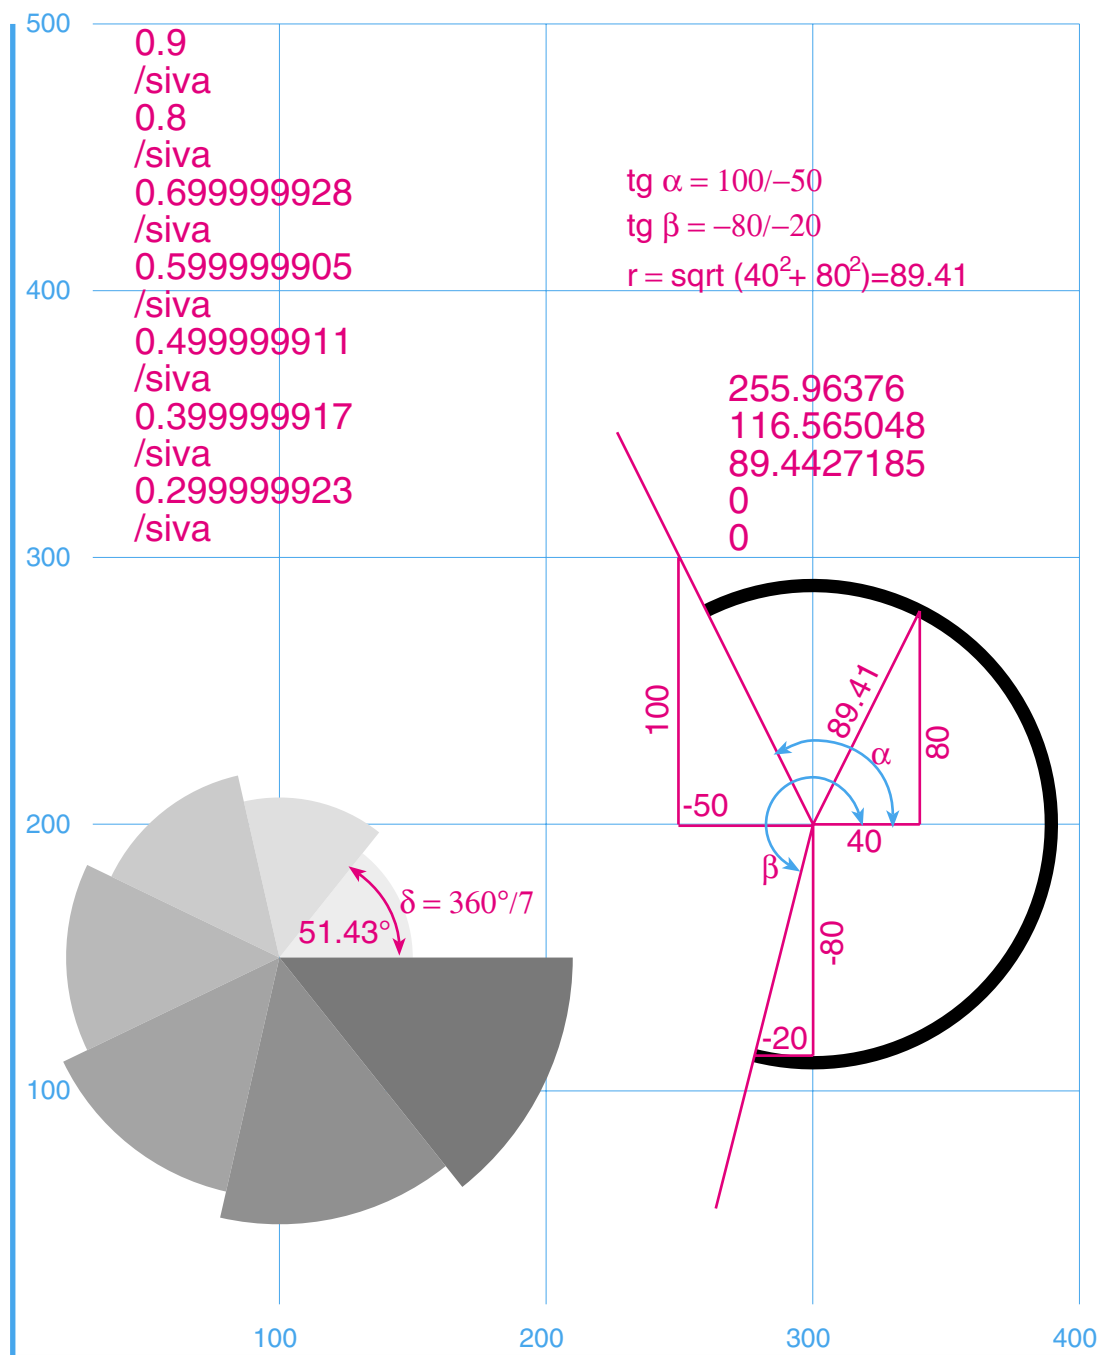 500
0.9
/siva
0.8
/siva
0.699999928
/siva
0.599999905
/siva
0.499999911
/siva
0.399999917
/siva
0.299999923
/siva
tg α = 100/–50
tg β = –80/–20
r = sqrt (40²+ 80²)=89.41
400
255.96376
116.565048
89.4427185
0
0
300
100
89.41
80
α
-50
40
200
β
δ = 360°/7
51.43°
-80
-20
100
100
200
300
400